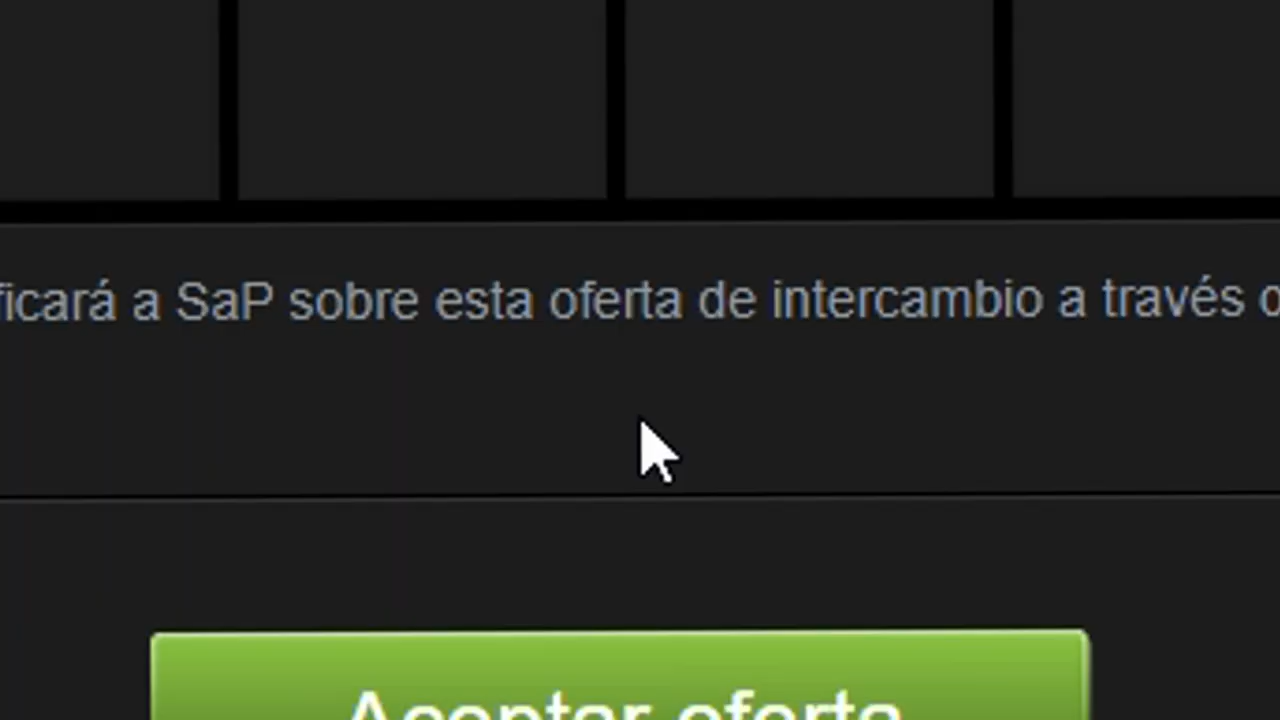 ficará a SaP sobre esta oferta de intercambio a través
Aceptar oferta